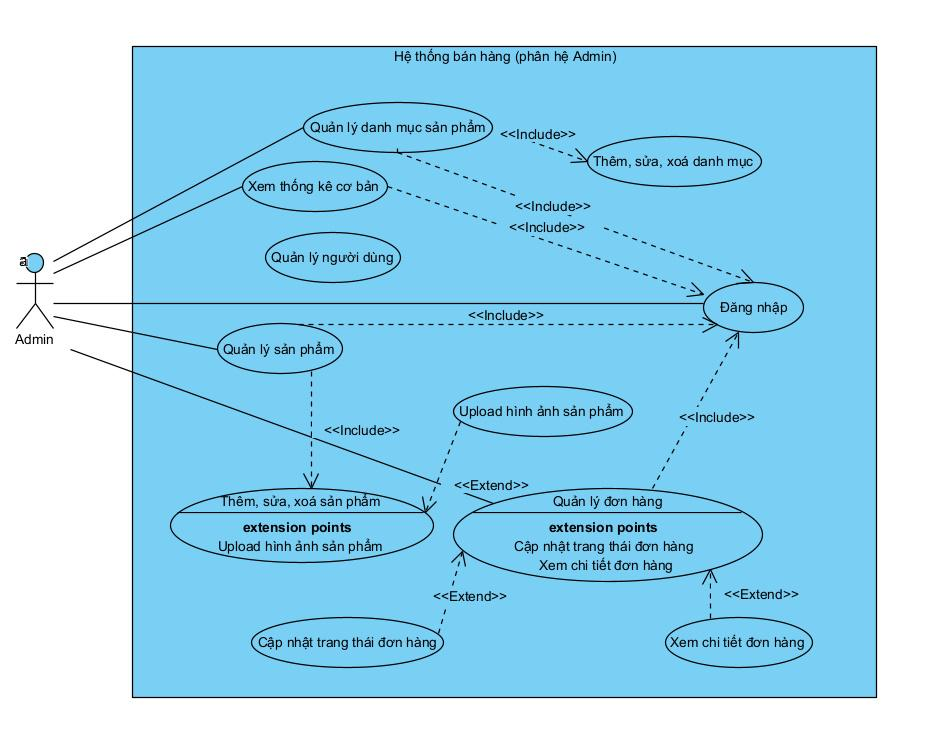 Hệ thống bán hàng (phân hệ Admin)
Quản lý danh mục sản phẩm
<<Include>>
Thêm, sửa, xoá danh mục
Xem thống kê cơ bản
<<Include>>
<<Include>>
Quản lý người dùng
a
Admin
Đăng nhập
<<Include>>
Quản lý sản phẩm
Upload hình ảnh sản phẩm
<<Include>>
<<Include>>
<<Extend>>
Thêm, sửa, xoá sản phẩm
extension points
Upload hình ảnh sản phẩm
Quản lý đơn hàng
extension points
Cập nhật trang thái đơn hàng
Xem chi tiết đơn hàng
<<Extend>>
<<Extend>>
Cập nhật trang thái đơn hàng
Xem chi tiết đơn hàng